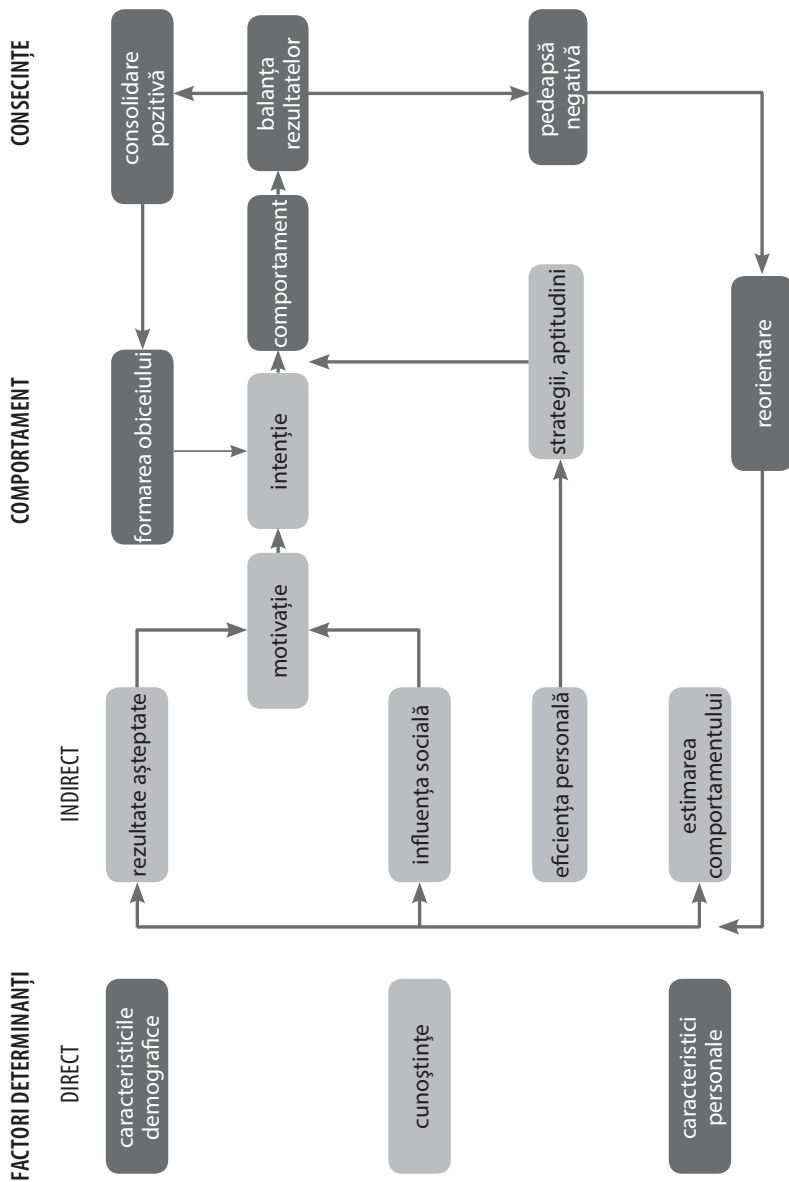 FACTORI DETERMINANȚI
DIRECT
INDIRECT
COMPORTAMENT
CONSECINȚE
caracteristicile
demografice
rezultate așteptate
formarea obiceiului
consolidare
pozitivă
motivație
intenție
comportament
balanța
rezultatelor
cunoștințe
influența socială
eficiența personală
strategii, aptitudini
pedeapsă
negativă
caracteristici
personale
estimarea
comportamentului
reorientare